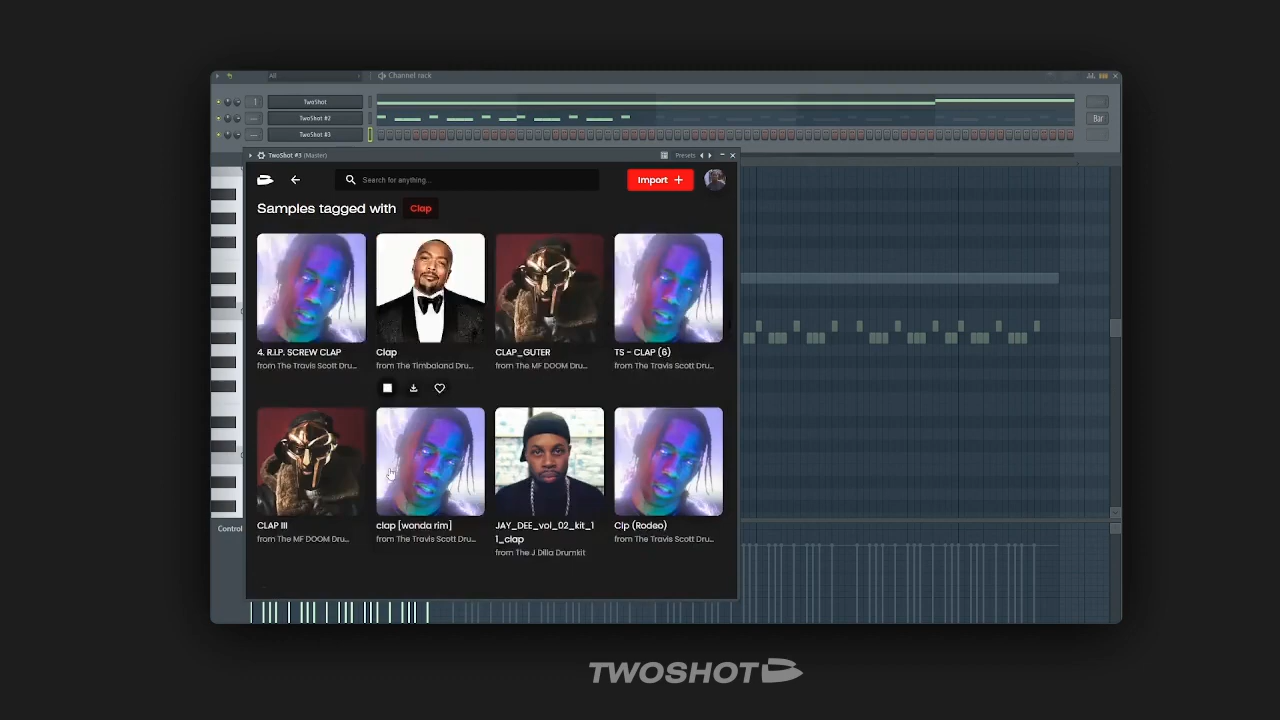 All
Channel rack
1
TwoShot
TwoShot #2
Bar
TwoShot #3
TwoShot #3 (Master)
Presets
Search for anything...
Import +
Samples tagged with Clap
4. R.I.P. SCREW CLAP
from The Travis Scott Dru...
Clap
from The Timbaland Dru...
CLAP_GUTER
from The MF DOOM Dru...
TS - CLAP (6)
from The Travis Scott Dru...
CLAP III
from The MF DOOM Dru...
clap [wonda rim]
from The Travis Scott Dru...
JAY_DEE_vol_02_kit_1
1_clap
from The J Dilla Drumkit
Clp (Rodeo)
from The Travis Scott Dru...
Control
TWOSHOT